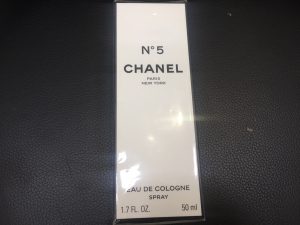 N°5
CHANEL
PARIS
NEW YORK
EAU DE COLOGNE
SPRAY
1.7 FL. OZ. 50 ml